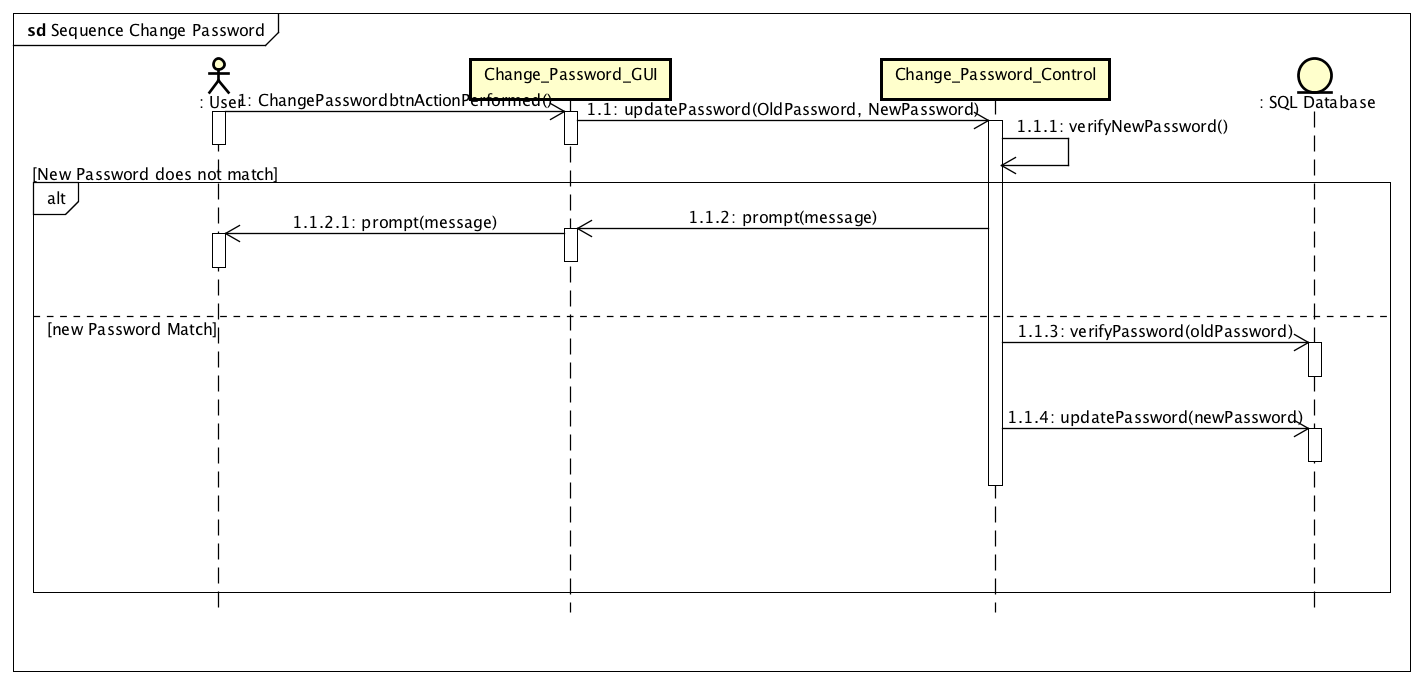 sd Sequence Change Password
Change_Password_GUI
Change_Password_Control
: User
: SQL Database
1: ChangePasswordbtnActionPerformed()
1.1: updatePassword(OldPassword, NewPassword)
1.1.1: verifyNewPassword()
[New Password does not match]
alt
1.1.2: prompt(message)
1.1.2.1: prompt(message)
[new Password Match]
1.1.3: verifyPassword(oldPassword)
1.1.4: updatePassword(newPassword)